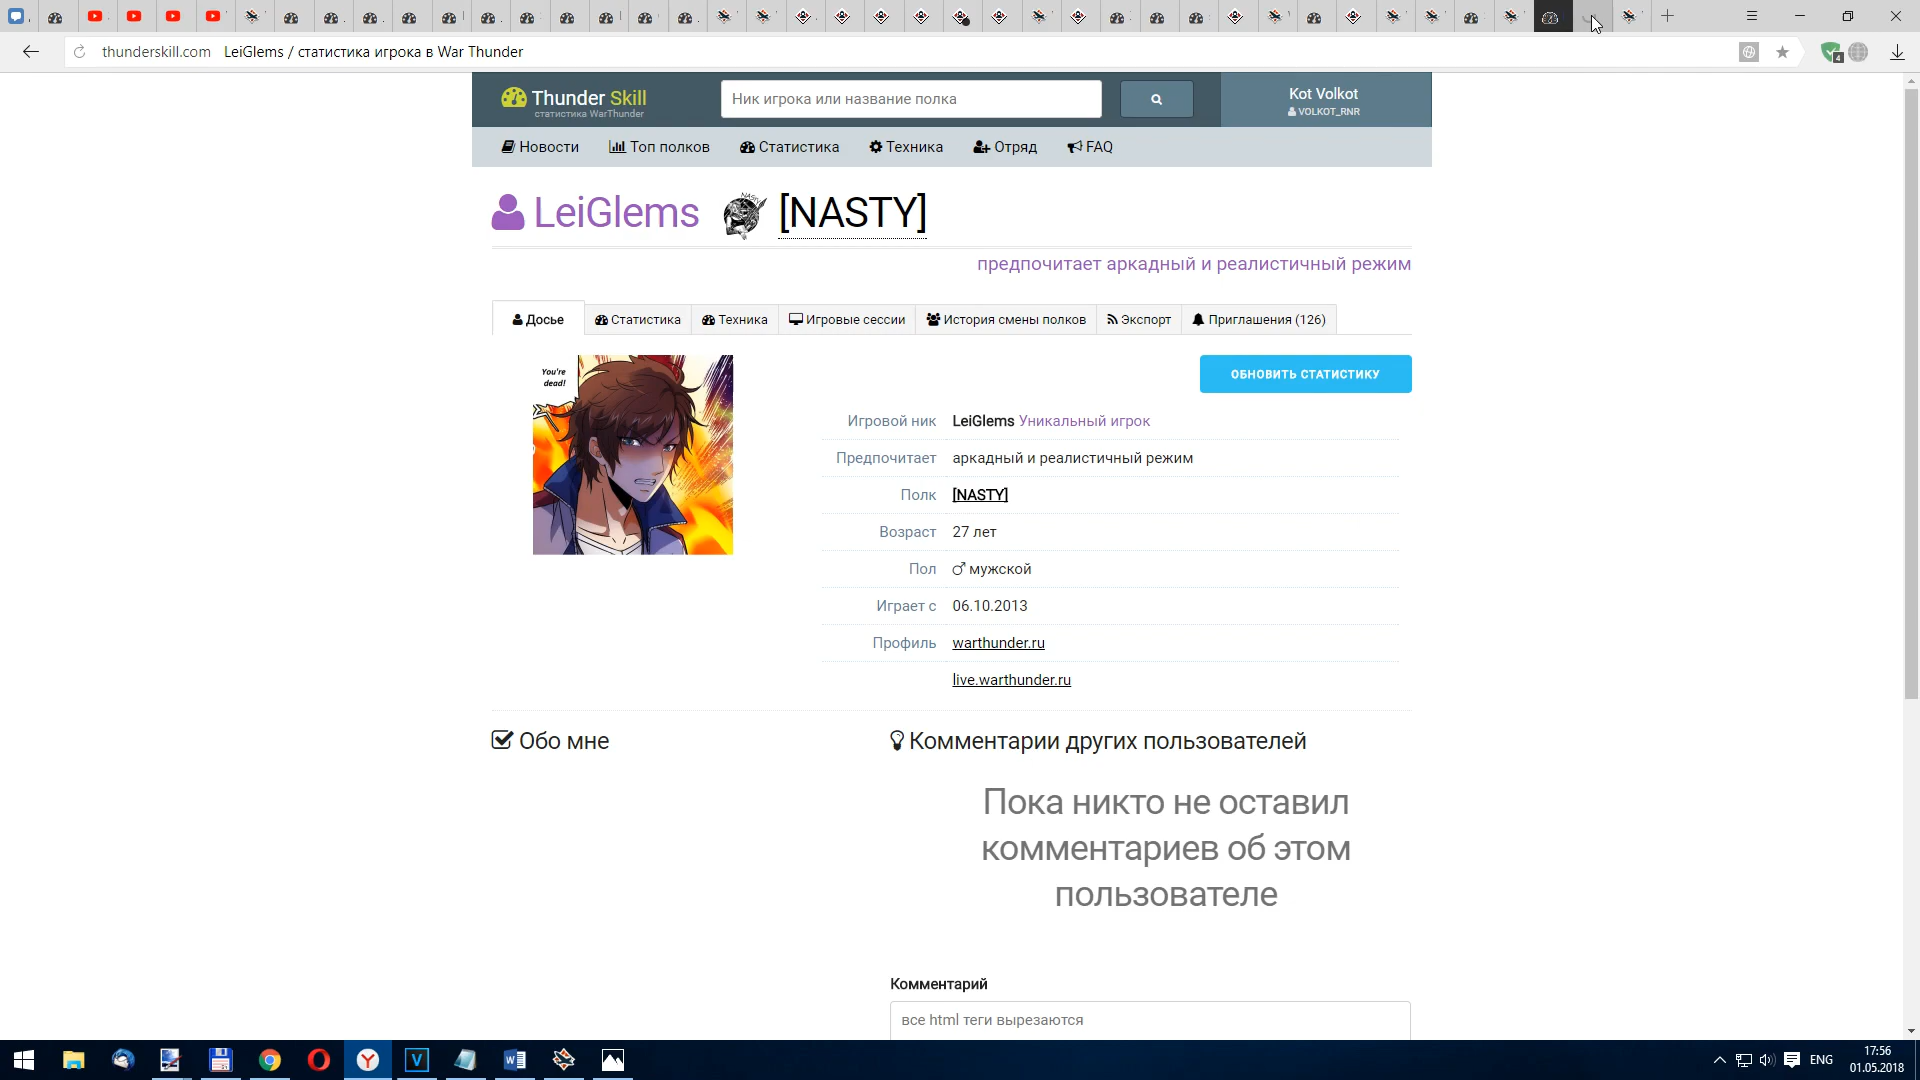 thunderskill.com LeiGlems / статистика игрока в War Thunder
4
Thunder Skill
статистика WarThunder
Ник игрока или название полка
Kot Volkot
VOLKOT_RNR
Новости Топ полков Статистика Техника Отряд FAQ
LeiGlems [NASTY]
предпочитает аркадный и реалистичный режим
Досье Статистика Техника Игровые сессии История смены полков Экспорт Приглашения (126)
You're
dead!
ОБНОВИТЬ СТАТИСТИКУ
Игровой ник LeiGlems Уникальный игрок
Предпочитает аркадный и реалистичный режим
Полк [NASTY]
Возраст 27 лет
Пол мужской
Играет с 06.10.2013
Профиль warthunder.ru
live.warthunder.ru
Обо мне
Комментарии других пользователей
Пока никто не оставил
комментариев об этом
пользователе
Комментарий
все html теги вырезаются
ENG
17:56
01.05.2018